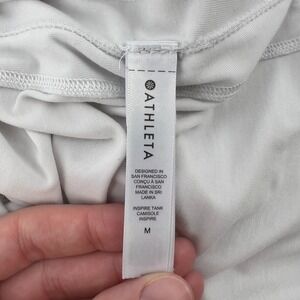 ATHLETA
DESIGNED IN
SAN FRANCISCO
CONÇU À SAN
FRANCISCO
MADE IN SRI
LANKA
INSPIRE TANK
CAMISOLE
INSPIRE
M